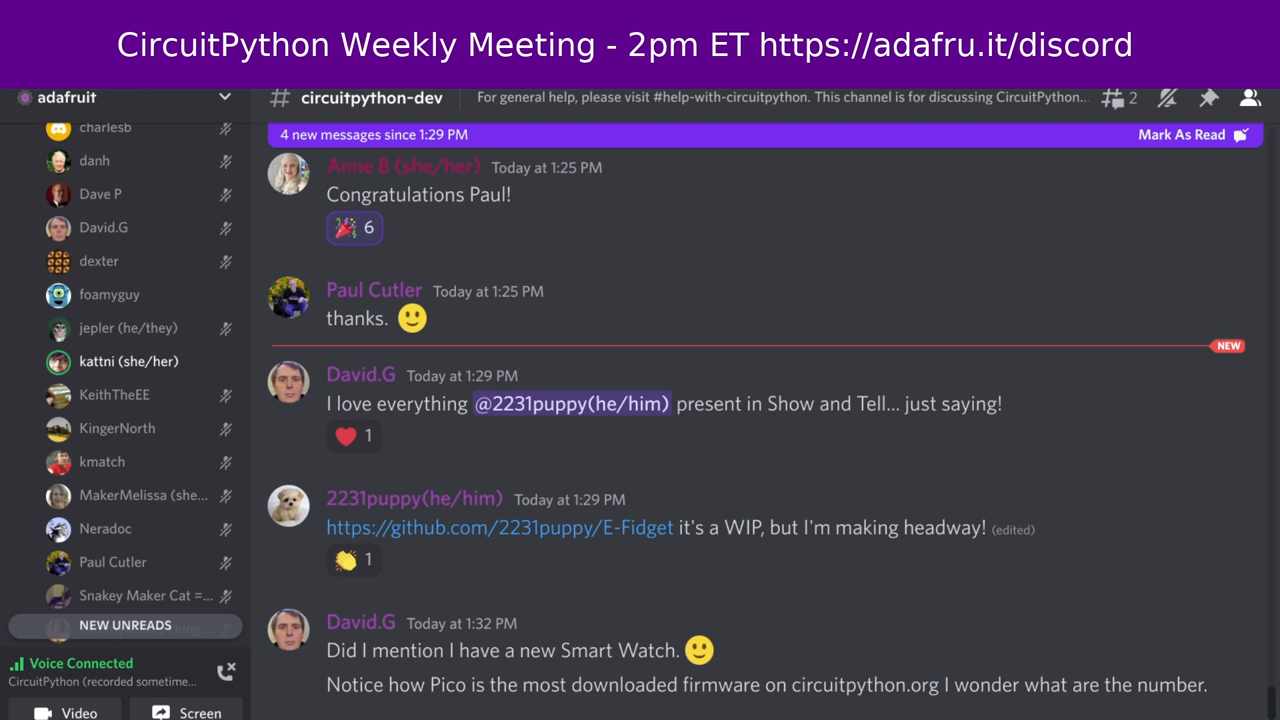 CircuitPython Weekly Meeting - 2pm ET https://adafru.it/discord
adafruit
# circuitpython-dev
For general help, please visit #help-with-circuitpython. This channel is for discussing CircuitPython...
2
charlesb
danh
Dave P
David.G
dexter
foamyguy
jepler (he/they)
kattni (she/her)
KeithTheEE
KingerNorth
kmatch
MakerMelissa (she...
Neradoc
Paul Cutler
Snakey Maker Cat =...
NEW UNREADS
Voice Connected
CircuitPython (recorded sometime...
Video
Screen
4 new messages since 1:29 PM
Mark As Read
Anne B (she/her) Today at 1:25 PM
Congratulations Paul!
6
Paul Cutler Today at 1:25 PM
thanks. 🙂
NEW
David.G Today at 1:29 PM
I love everything @2231puppy(he/him) present in Show and Tell... just saying!
1
2231puppy(he/him) Today at 1:29 PM
https://github.com/2231puppy/E-Fidget it's a WIP, but I'm making headway! (edited)
1
David.G Today at 1:32 PM
Did I mention I have a new Smart Watch. 🙂
Notice how Pico is the most downloaded firmware on circuitpython.org I wonder what are the number.